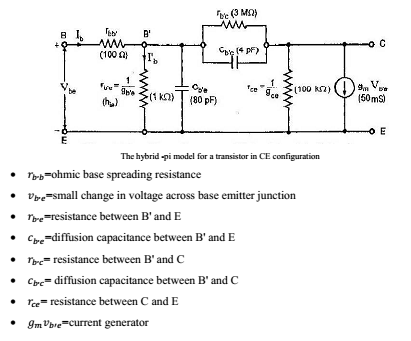 r_b'c (3 MΩ)
B I_b r_bb' B' C
(100 Ω) I'_b C_b'c (4 pF)
V_be r_b'e = 1/g_b'e (1 kΩ) C_b'e r_ce = 1/g_ce (100 kΩ) g_m V_b'e
(h_ie) (80 pF) (50mS)
E E
The hybrid -pi model for a transistor in CE configuration
• r_b'b=ohmic base spreading resistance
• v_b'e=small change in voltage across base emitter junction
• r_b'e=resistance between B' and E
• c_b'e=diffusion capacitance between B' and E
• r_b'c= resistance between B' and C
• c_b'c= diffusion capacitance between B' and C
• r_ce= resistance between C and E
• g_m v_b'e=current generator